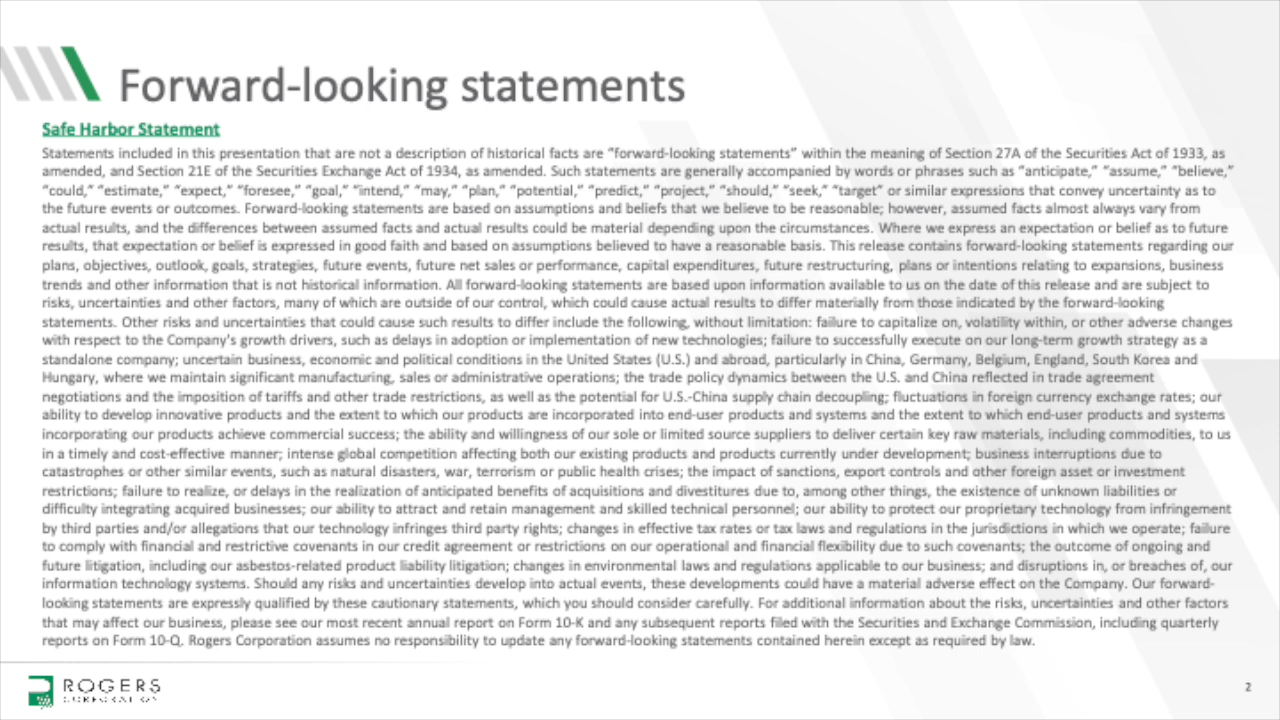 Forward-looking statements
Safe Harbor Statement
Statements included in this presentation that are not a description of historical facts are “forward-looking statements” within the meaning of Section 27A of the Securities Act of 1933, as
amended, and Section 21E of the Securities Exchange Act of 1934, as amended. Such statements are generally accompanied by words or phrases such as “anticipate,” “assume,” “believe,”
“could,” “estimate,” “expect,” “foresee,” “goal,” “intend,” “may,” “plan,” “potential,” “predict,” “project,” “should,” “seek,” “target” or similar expressions that convey uncertainty as to
the future events or outcomes. Forward-looking statements are based on assumptions and beliefs that we believe to be reasonable; however, assumed facts almost always vary from
actual results, and the differences between assumed facts and actual results could be material depending upon the circumstances. Where we express an expectation or belief as to future
results, that expectation or belief is expressed in good faith and based on assumptions believed to have a reasonable basis. This release contains forward-looking statements regarding our
plans, objectives, outlook, goals, strategies, future events, future net sales or performance, capital expenditures, future restructuring, plans or intentions relating to expansions, business
trends and other information that is not historical information. All forward-looking statements are based upon information available to us on the date of this release and are subject to
risks, uncertainties and other factors, many of which are outside of our control, which could cause actual results to differ materially from those indicated by the forward-looking
statements. Other risks and uncertainties that could cause such results to differ include the following, without limitation: failure to capitalize on, volatility within, or other adverse changes
with respect to the Company's growth drivers, such as delays in adoption or implementation of new technologies; failure to successfully execute on our long-term growth strategy as a
standalone company; uncertain business, economic and political conditions in the United States (U.S.) and abroad, particularly in China, Germany, Belgium, England, South Korea and
Hungary, where we maintain significant manufacturing, sales or administrative operations; the trade policy dynamics between the U.S. and China reflected in trade agreement
negotiations and the imposition of tariffs and other trade restrictions, as well as the potential for U.S.-China supply chain decoupling; fluctuations in foreign currency exchange rates; our
ability to develop innovative products and the extent to which our products are incorporated into end-user products and systems and the extent to which end-user products and systems
incorporating our products achieve commercial success; the ability and willingness of our sole or limited source suppliers to deliver certain key raw materials, including commodities, to us
in a timely and cost-effective manner; intense global competition affecting both our existing products and products currently under development; business interruptions due to
catastrophes or other similar events, such as natural disasters, war, terrorism or public health crises; the impact of sanctions, export controls and other foreign asset or investment
restrictions; failure to realize, or delays in the realization of anticipated benefits of acquisitions and divestitures due to, among other things, the existence of unknown liabilities or
difficulty integrating acquired businesses; our ability to attract and retain management and skilled technical personnel; our ability to protect our proprietary technology from infringement
by third parties and/or allegations that our technology infringes third party rights; changes in effective tax rates or tax laws and regulations in the jurisdictions in which we operate; failure
to comply with financial and restrictive covenants in our credit agreement or restrictions on our operational and financial flexibility due to such covenants; the outcome of ongoing and
future litigation, including our asbestos-related product liability litigation; changes in environmental laws and regulations applicable to our business; and disruptions in, or breaches of, our
information technology systems. Should any risks and uncertainties develop into actual events, these developments could have a material adverse effect on the Company. Our forward-
looking statements are expressly qualified by these cautionary statements, which you should consider carefully. For additional information about the risks, uncertainties and other factors
that may affect our business, please see our most recent annual report on Form 10-K and any subsequent reports filed with the Securities and Exchange Commission, including quarterly
reports on Form 10-Q. Rogers Corporation assumes no responsibility to update any forward-looking statements contained herein except as required by law.
ROGERS
CORPORATION
2